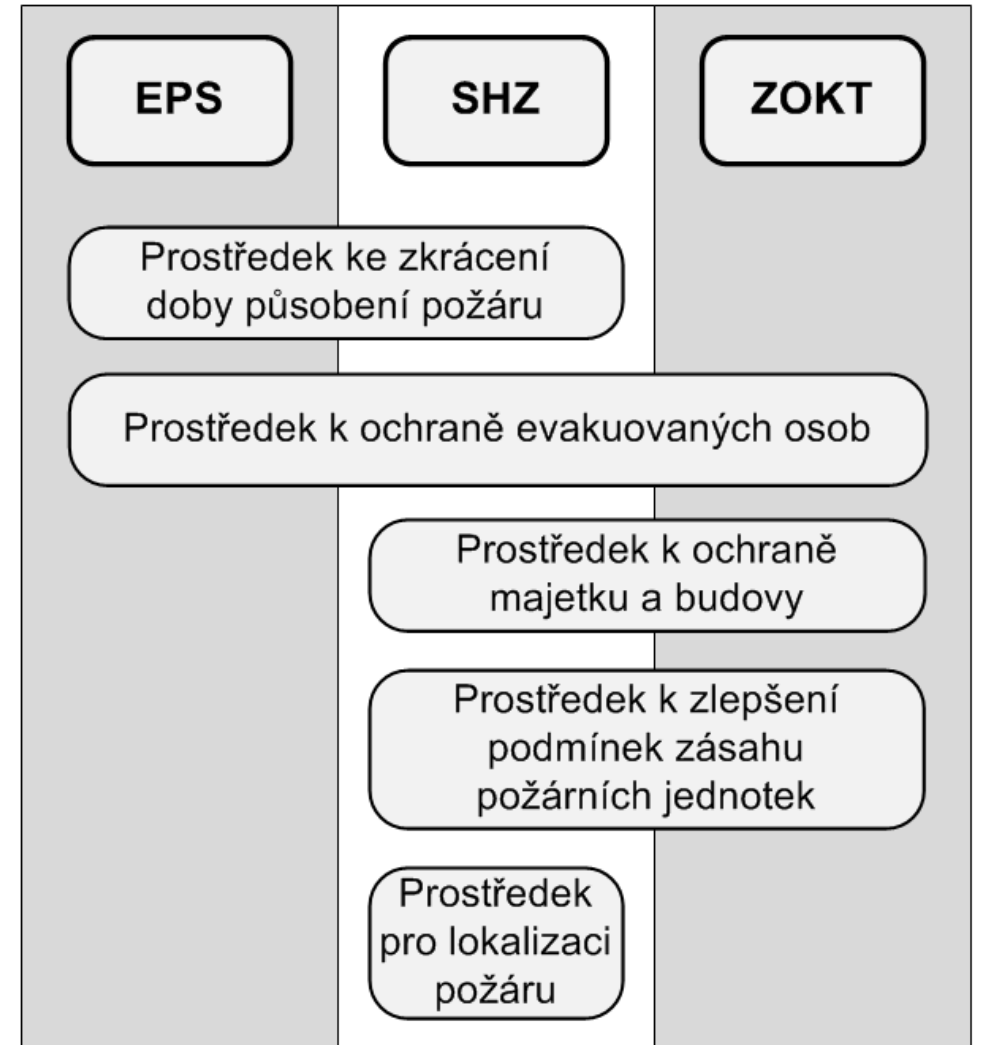 EPS
SHZ
ZOKT
Prostředek ke zkrácení
doby působení požáru
Prostředek k ochraně evakuovaných osob
Prostředek k ochraně
majetku a budovy
Prostředek k zlepšení
podmínek zásahu
požárních jednotek
Prostředek
pro lokalizaci
požáru